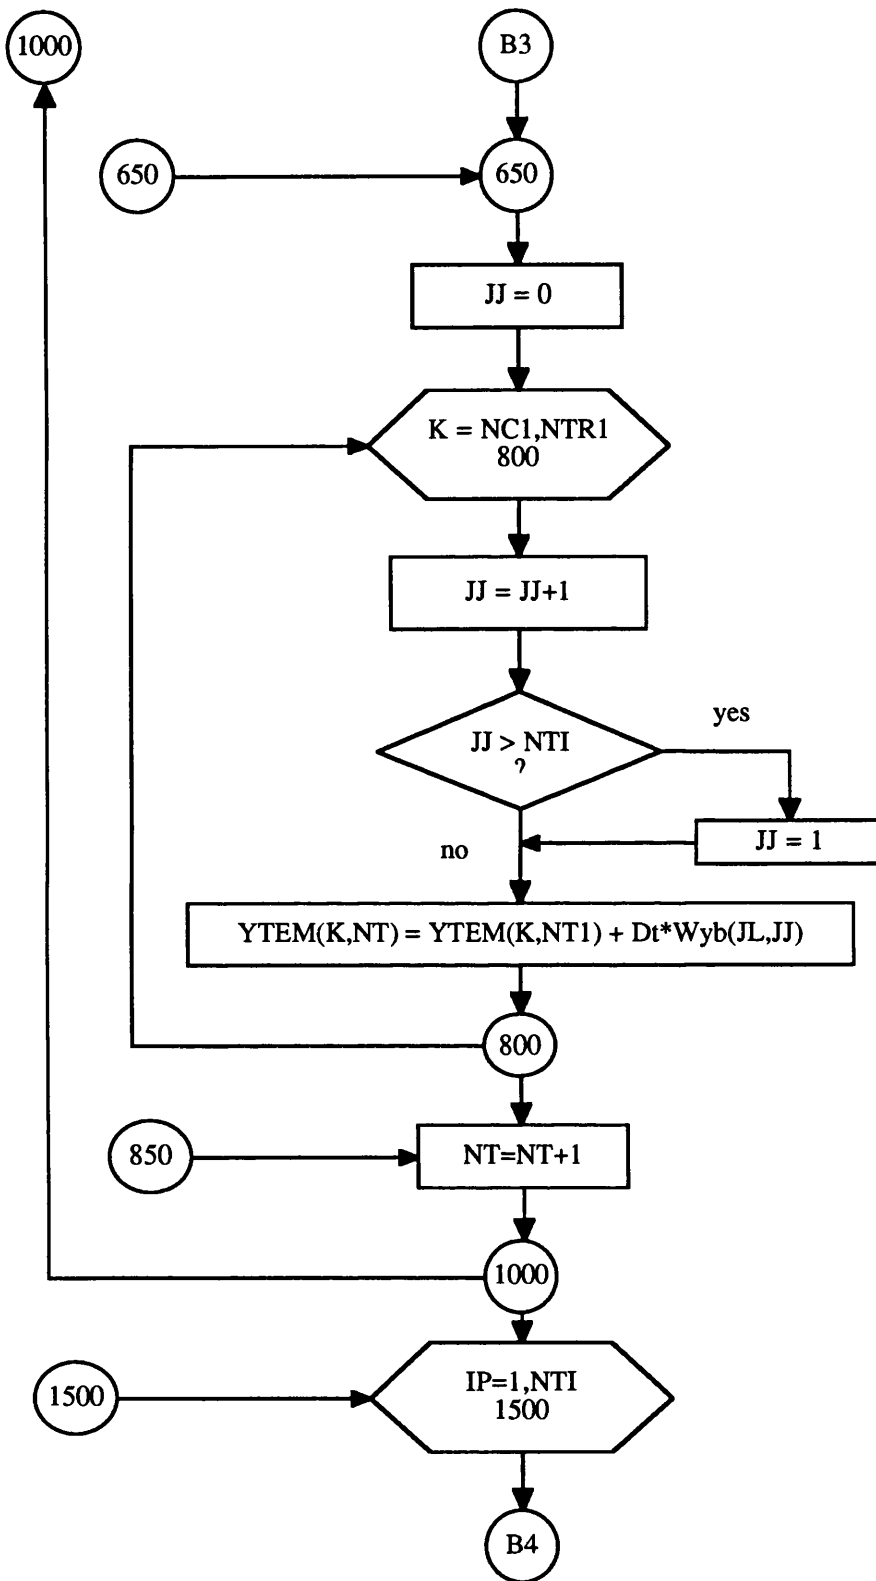 1000
B3
650
650
JJ = 0
K = NC1,NTR1
800
JJ = JJ+1
yes
JJ > NTI
?
JJ = 1
no
YTEM(K,NT) = YTEM(K,NT1) + Dt*Wyb(JL,JJ)
800
850
NT=NT+1
1000
IP=1,NTI
1500
1500
B4